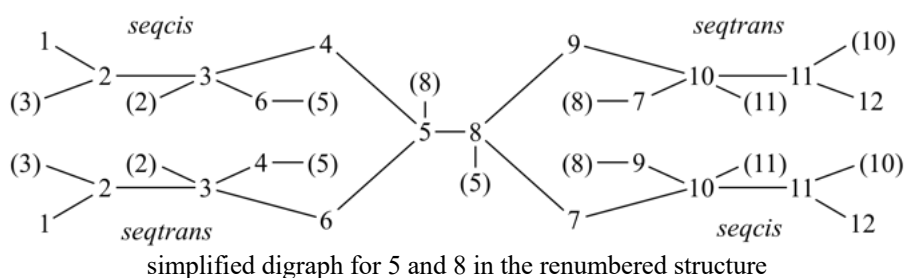 seqcis seqtrans
1 4 9 (10)
2 3 10 11
(3) (2) 6 (5) (8) (8) 7 (11) 12
5 8
(3) (2) 4 (5) (5) (8) 9 (11) (10)
2 3 10 11
1 6 7 12
seqtrans seqcis
simplified digraph for 5 and 8 in the renumbered structure